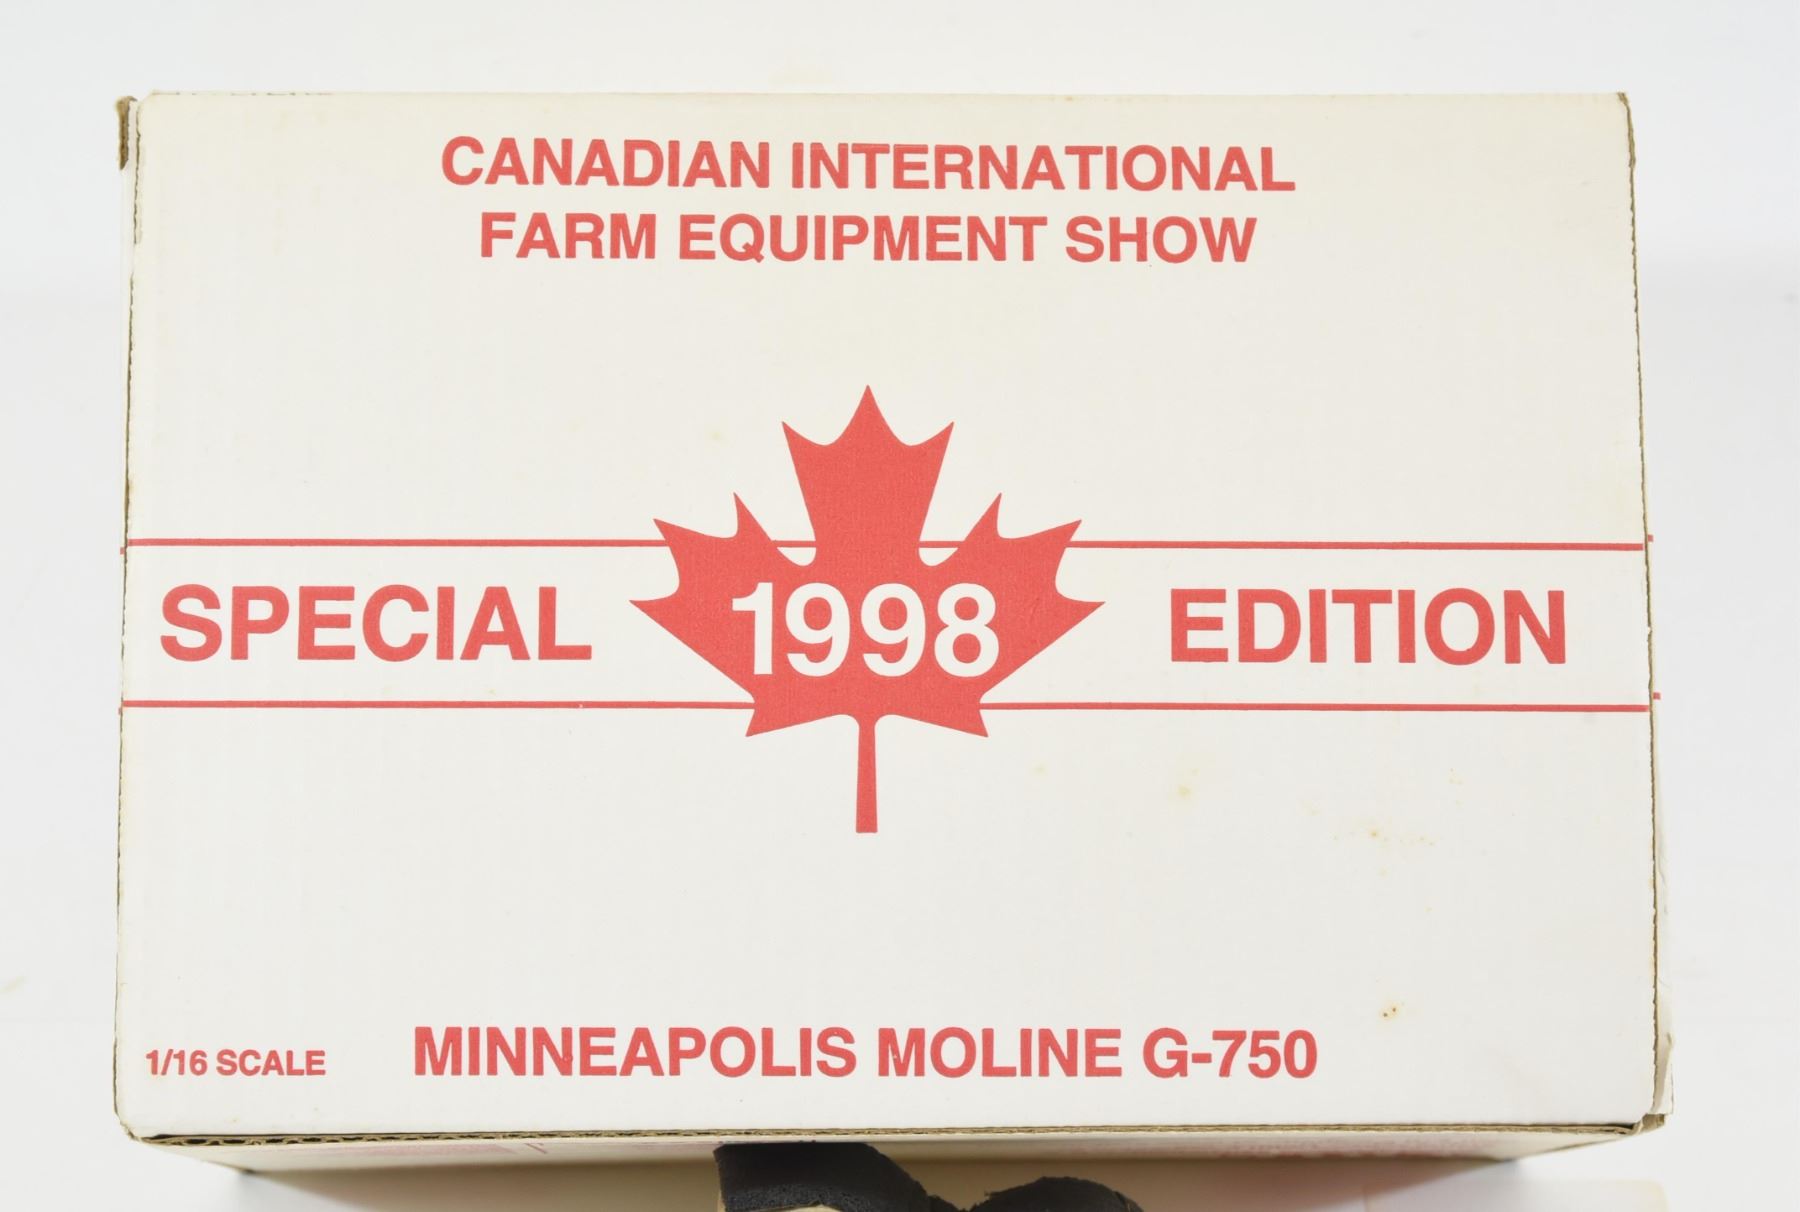 CANADIAN INTERNATIONAL
FARM EQUIPMENT SHOW
SPECIAL 1998 EDITION
1/16 SCALE MINNEAPOLIS MOLINE G-750